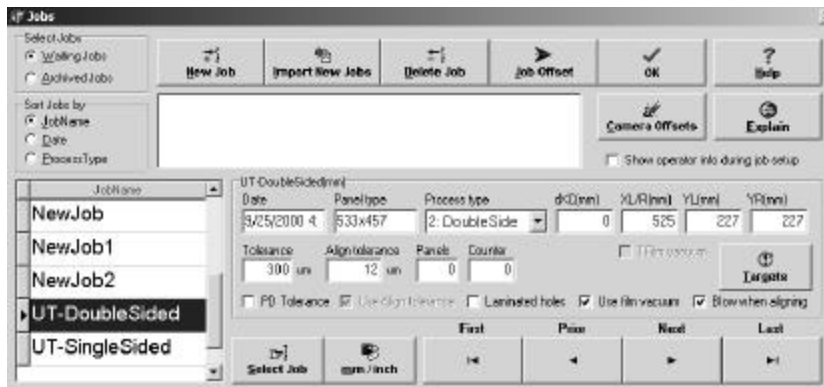 Jobs
Select Jobs
Waiting Jobs
Archived Jobs
New Job
Import New Jobs
Delete Job
Job Offset
OK
Help
Sort Jobs by
JobName
Date
ProcessType
Camera Offsets
Explain
Show operator info during job setup
JobName
NewJob
NewJob1
NewJob2
UT-DoubleSided
UT-SingleSided
UT-DoubleSided[mm]
Date
Panel type
Process type
dXD[mm]
XL/R[mm]
YL[mm]
YR[mm]
9/25/2000 4:
533x457
2: DoubleSide
0
525
227
227
Tolerance
Align tolerance
Panels
Counter
300 um
12 um
0
0
Targets
PD Tolerance
Use Align tolerance
Laminated holes
Use film vacuum
Blow when aligning
First
Prior
Next
Last
Select Job
mm / inch